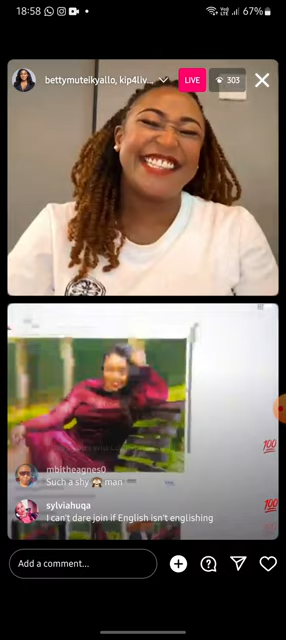 18:58
67%
bettymuteikyallo, kip4liv...
LIVE
303
mbitheagnes0
Such a shy 🙈 man
100
sylviahuqa
100
I can't dare join if English isn't englishing
Add a comment...